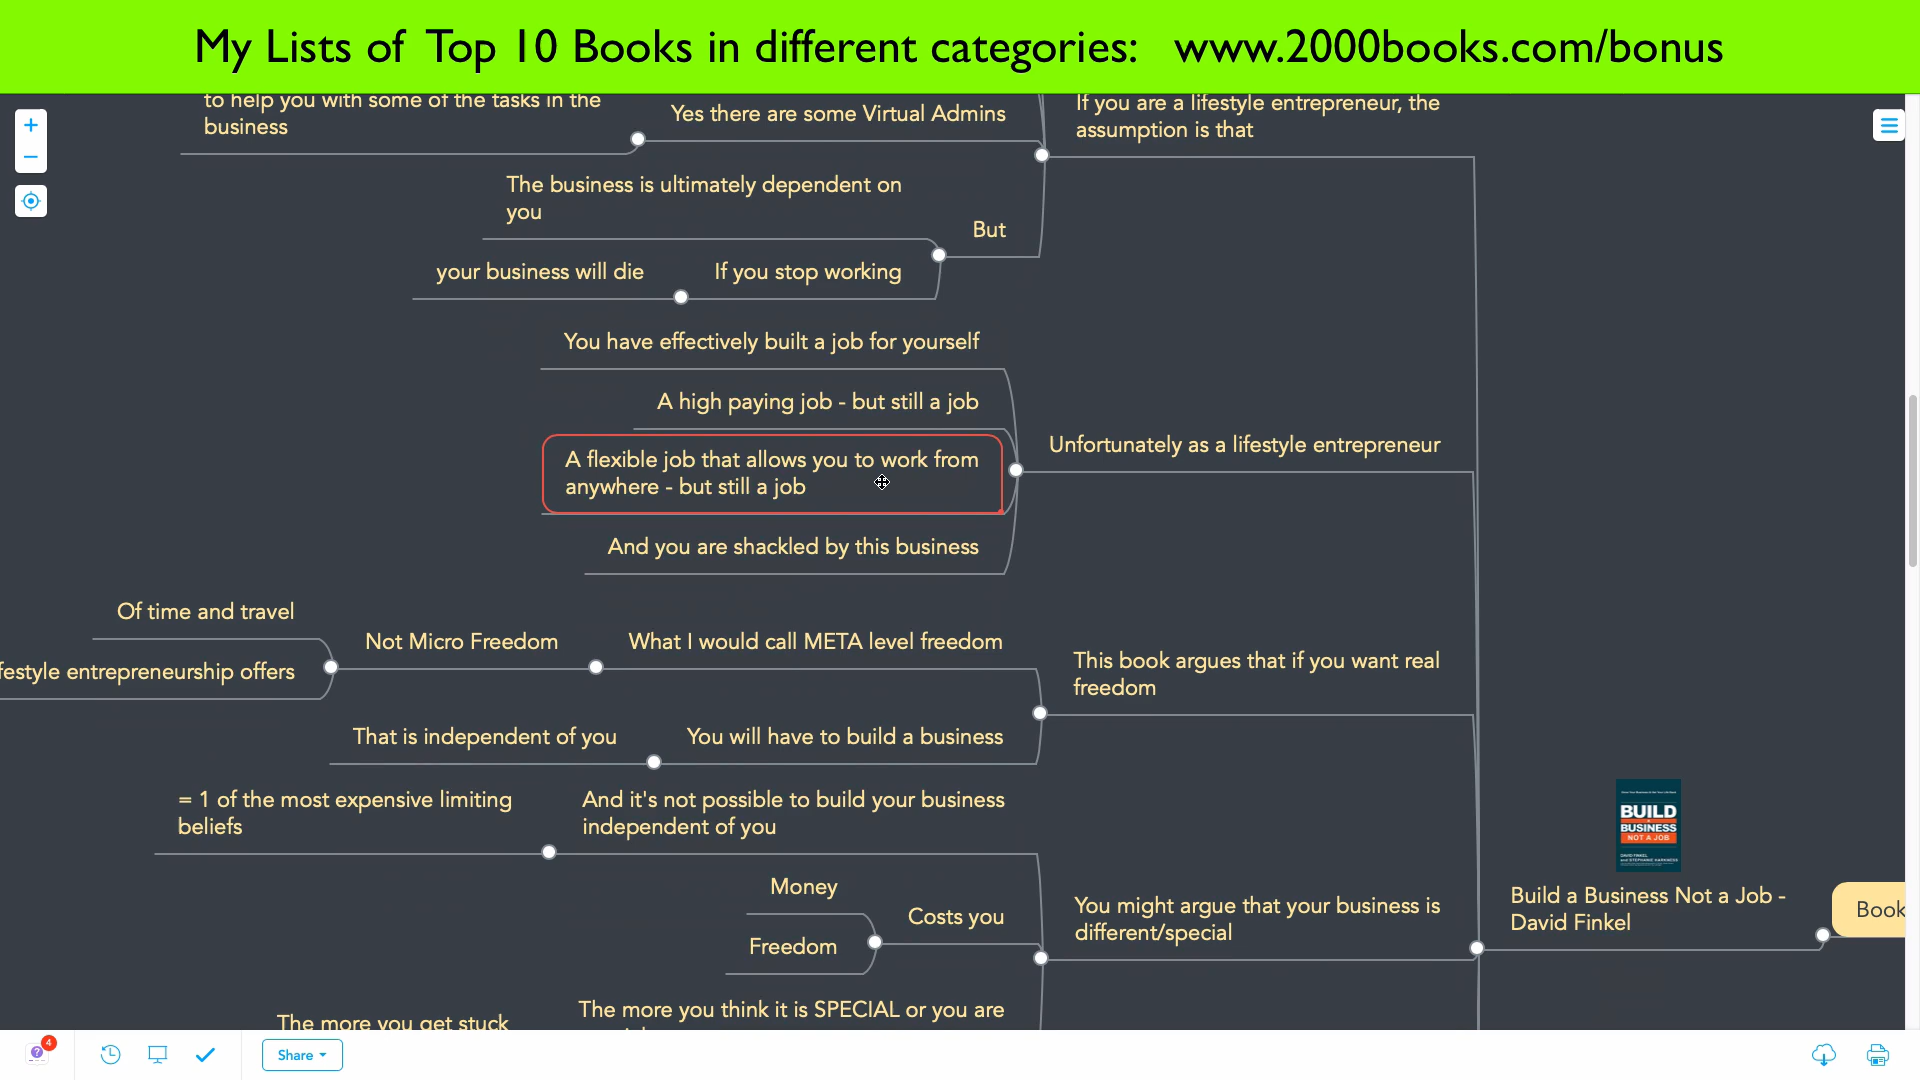 My Lists of Top 10 Books in different categories: www.2000books.com/bonus
to help you with some of the tasks in the
business
Yes there are some Virtual Admins
If you are a lifestyle entrepreneur, the
assumption is that
The business is ultimately dependent on
you
But
your business will die
If you stop working
You have effectively built a job for yourself
A high paying job - but still a job
A flexible job that allows you to work from
anywhere - but still a job
And you are shackled by this business
Unfortunately as a lifestyle entrepreneur
Of time and travel
festyle entrepreneurship offers
Not Micro Freedom
What I would call META level freedom
This book argues that if you want real
freedom
That is independent of you
You will have to build a business
= 1 of the most expensive limiting
beliefs
And it's not possible to build your business
independent of you
Money
Freedom
Costs you
You might argue that your business is
different/special
BUILD
BUSINESS
NOT A JOB
Build a Business Not a Job -
David Finkel
Book
The more you get stuck
The more you think it is SPECIAL or you are
4
Share